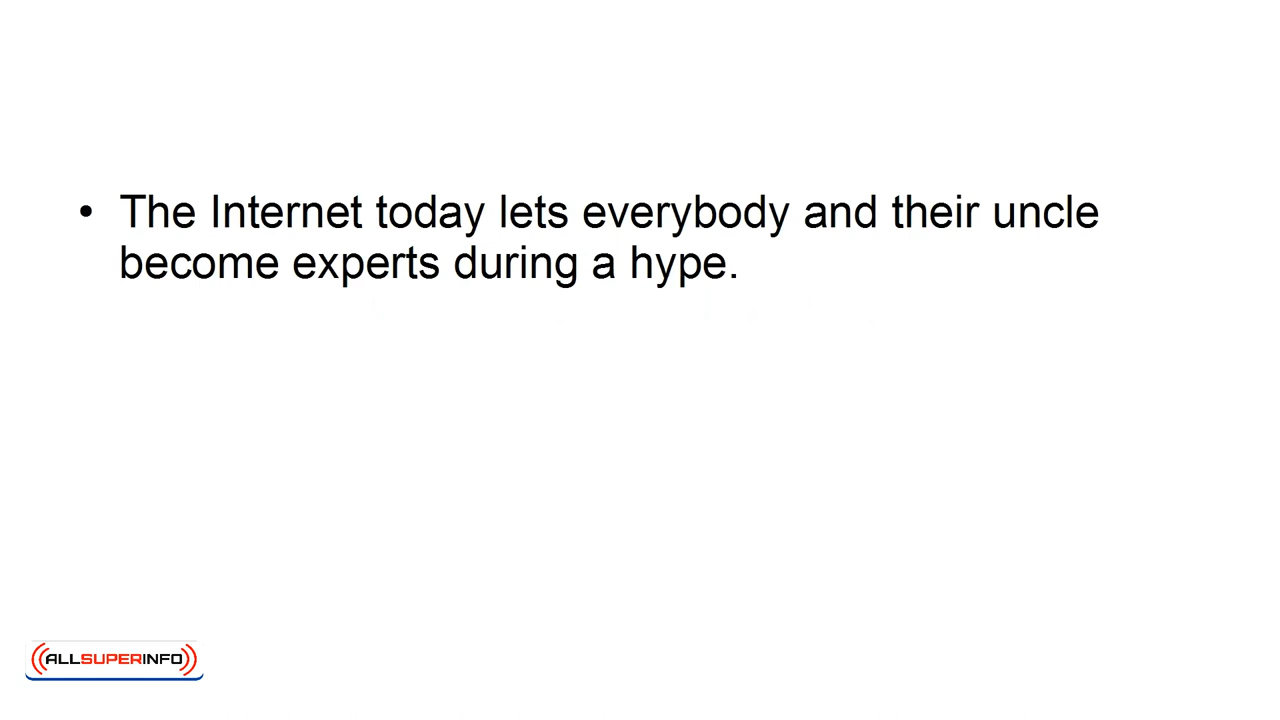 • The Internet today lets everybody and their uncle
become experts during a hype.
ALLSUPERINFO